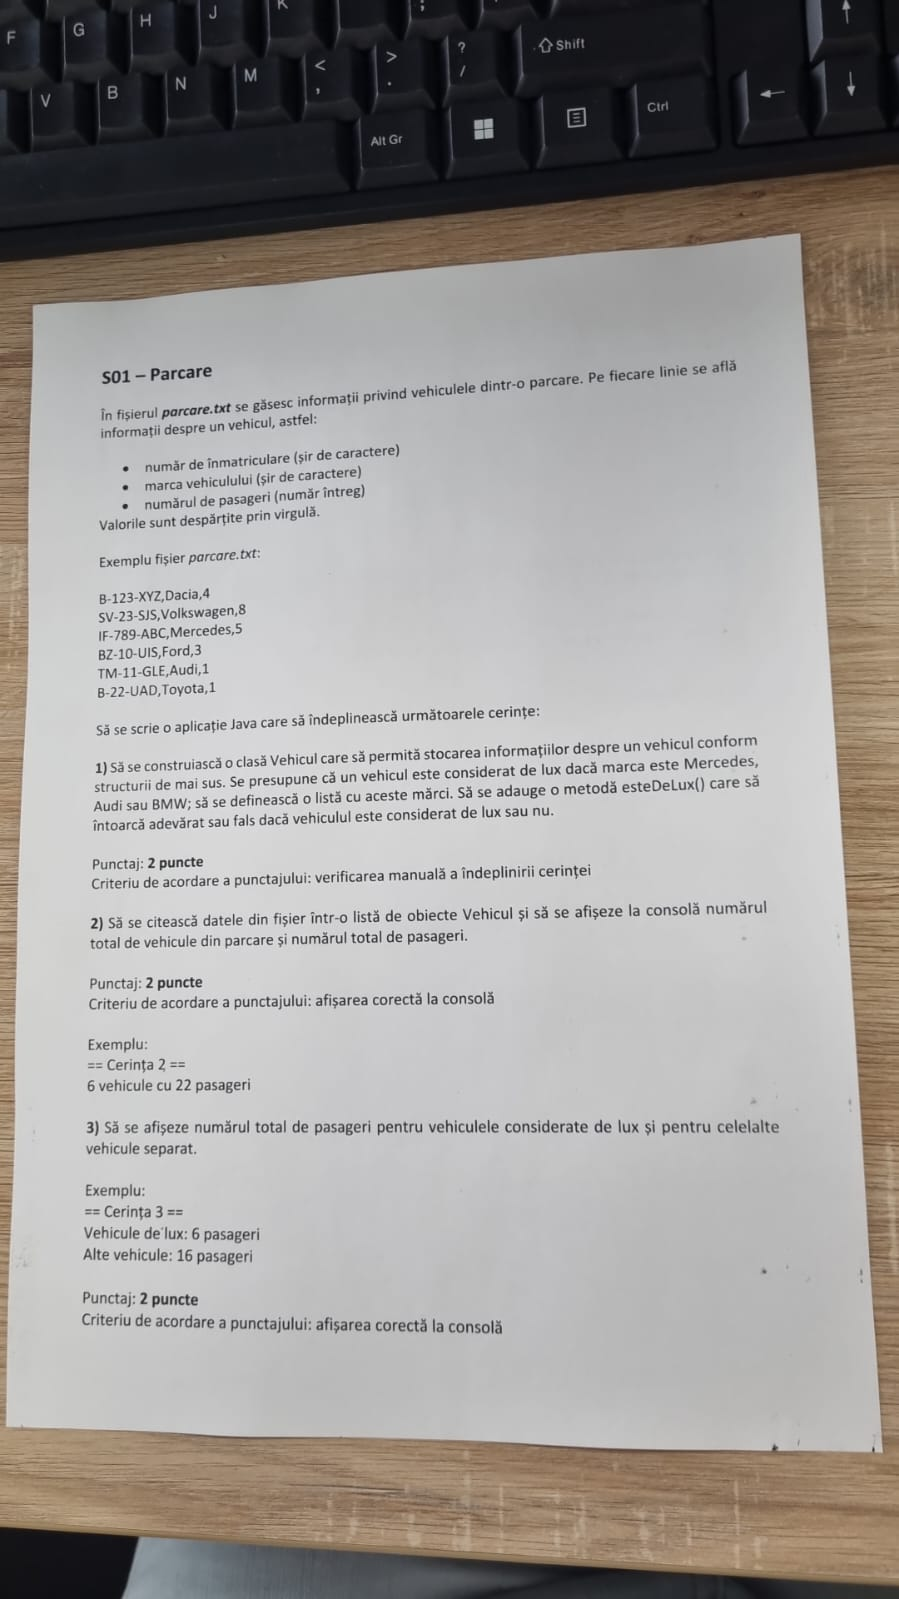 K
F
G
H
J
;
V
B
N
M
<
,
>
.
?
/
Shift
Alt Gr
Ctrl
S01 – Parcare
În fișierul parcare.txt se găsesc informații privind vehiculele dintr-o parcare. Pe fiecare linie se află
informații despre un vehicul, astfel:
• număr de înmatriculare (șir de caractere)
• marca vehiculului (șir de caractere)
• numărul de pasageri (număr întreg)
Valorile sunt despărțite prin virgulă.
Exemplu fișier parcare.txt:
B-123-XYZ,Dacia,4
SV-23-SJS,Volkswagen,8
IF-789-ABC,Mercedes,5
BZ-10-UIS,Ford,3
TM-11-GLE,Audi,1
B-22-UAD,Toyota,1
Să se scrie o aplicație Java care să îndeplinească următoarele cerințe:
1) Să se construiască o clasă Vehicul care să permită stocarea informațiilor despre un vehicul conform
structurii de mai sus. Se presupune că un vehicul este considerat de lux dacă marca este Mercedes,
Audi sau BMW; să se definească o listă cu aceste mărci. Să se adauge o metodă esteDeLux() care să
întoarcă adevărat sau fals dacă vehiculul este considerat de lux sau nu.
Punctaj: 2 puncte
Criteriu de acordare a punctajului: verificarea manuală a îndeplinirii cerinței
2) Să se citească datele din fișier într-o listă de obiecte Vehicul și să se afișeze la consolă numărul
total de vehicule din parcare și numărul total de pasageri.
Punctaj: 2 puncte
Criteriu de acordare a punctajului: afișarea corectă la consolă
Exemplu:
== Cerința 2 ==
6 vehicule cu 22 pasageri
3) Să se afișeze numărul total de pasageri pentru vehiculele considerate de lux și pentru celelalte
vehicule separat.
Exemplu:
== Cerința 3 ==
Vehicule de lux: 6 pasageri
Alte vehicule: 16 pasageri
Punctaj: 2 puncte
Criteriu de acordare a punctajului: afișarea corectă la consolă